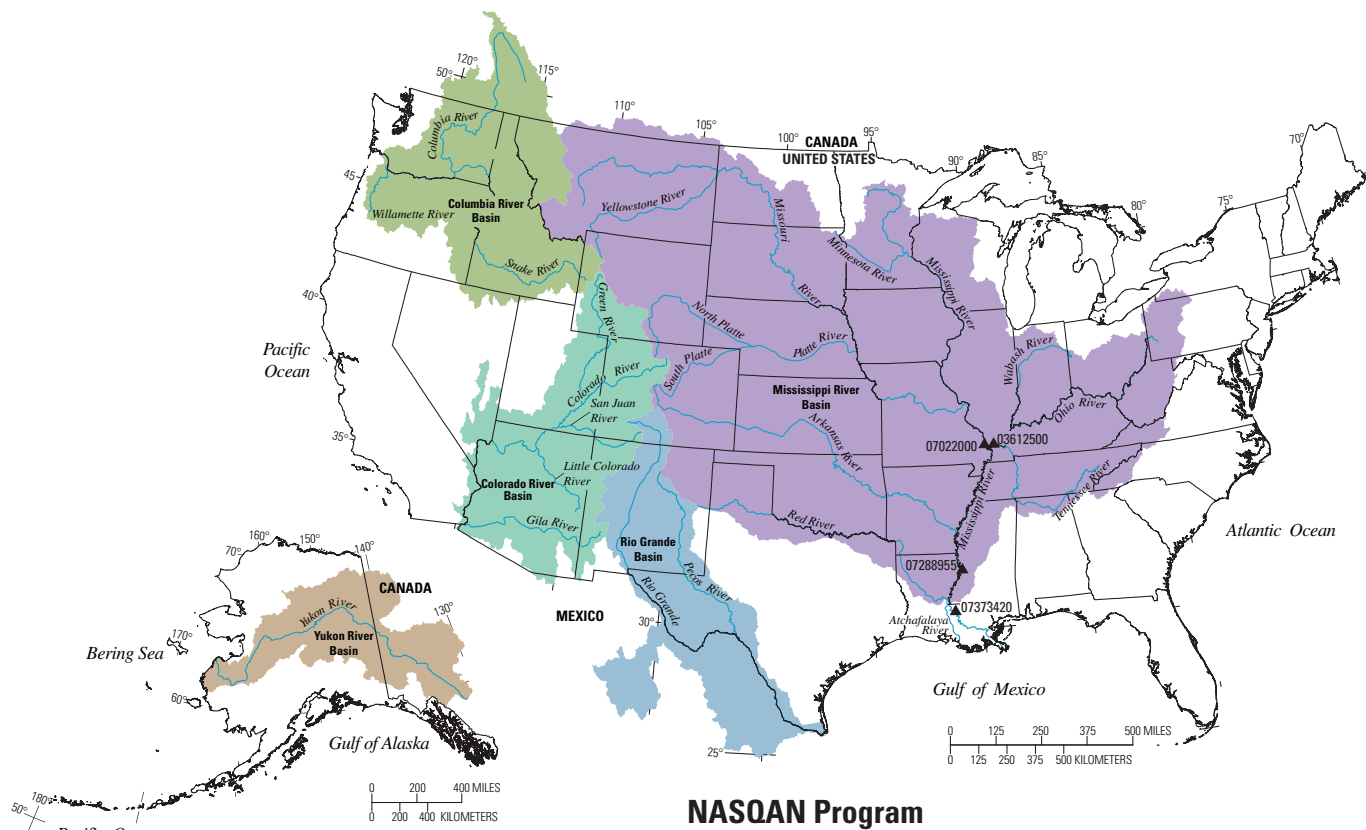 120°
50°
115°
110°
105°
100°
95°
90°
85°
80°
75°
70°
CANADA
UNITED STATES
Columbia River
45
Willamette River
Columbia River
Basin
Snake River
Yellowstone River
Missouri
River
Minnesota River
Mississippi River
Green River
40°
North Platte
Platte
River
South Platte
Wabash River
Ohio River
Pacific
Ocean
Colorado River
San Juan
River
Mississippi River
Basin
Arkansas River
07022000
03612500
35°
Little Colorado
River
Colorado River
Basin
Gila River
Tennessee River
Mississippi River
Red River
Atlantic Ocean
Rio Grande
Basin
Pecos River
Rio Grande
07288955
07373420
Atchafalaya
River
MEXICO
30°
25°
Gulf of Mexico
0 125 250 375 500 MILES
0 125 250 375 500 KILOMETERS
160°
150°
140°
70°
CANADA
130°
Yukon River
Yukon River
Basin
170°
Bering Sea
60°
Gulf of Alaska
180°
50°
0 200 400 MILES
0 200 400 KILOMETERS
NASQAN Program